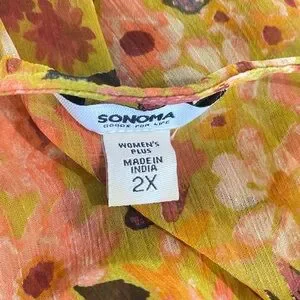 SONOMA
GOODS FOR LIFE
WOMEN'S
PLUS
MADE IN
INDIA
2X